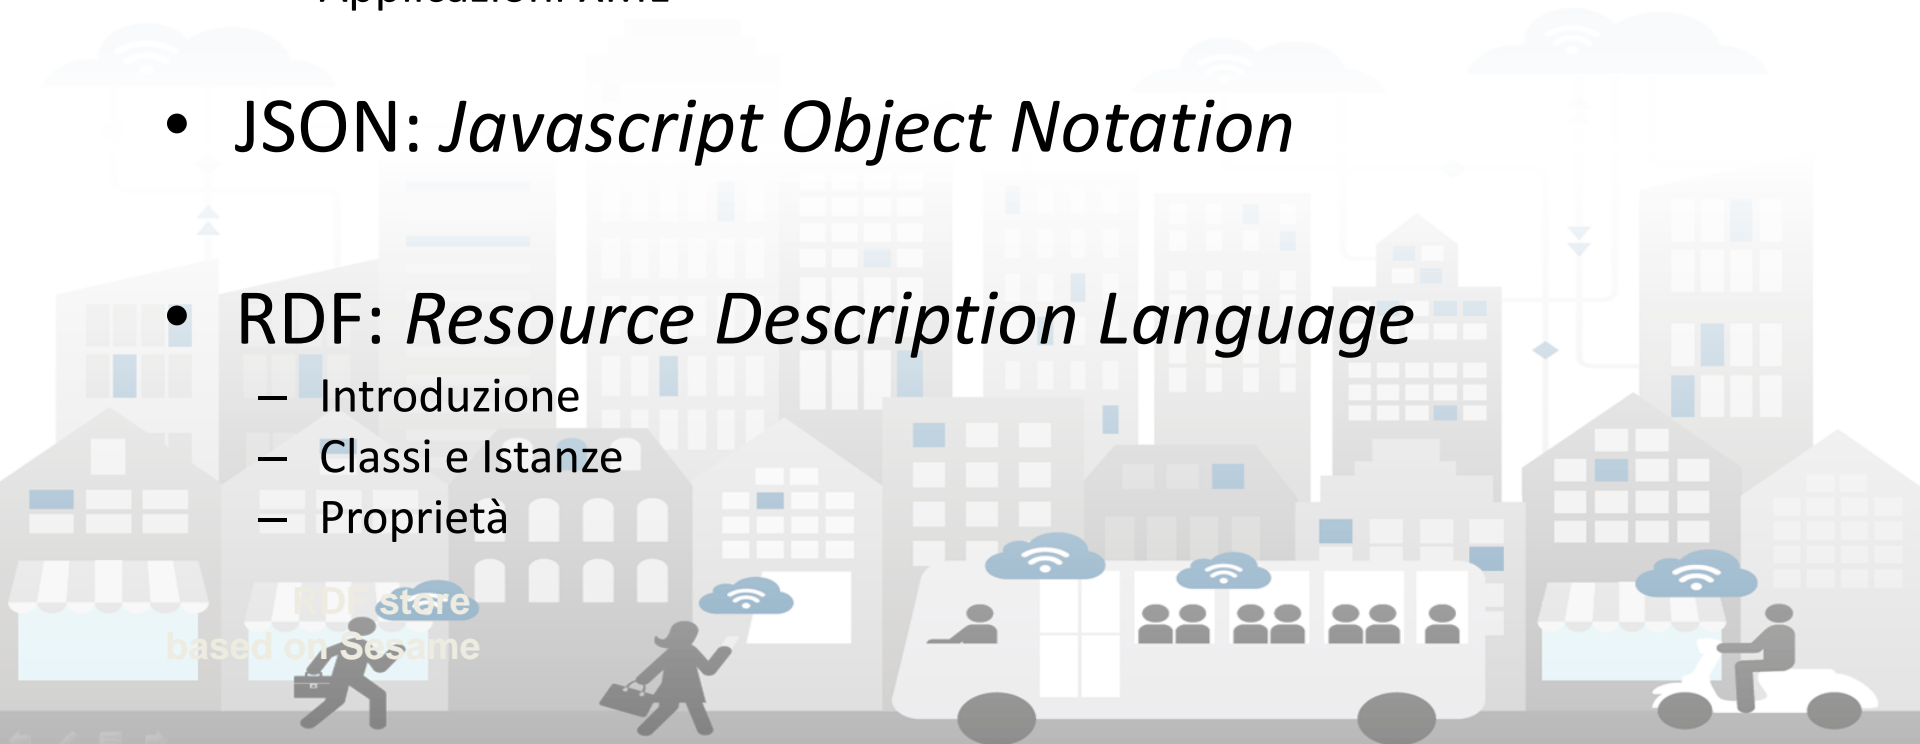 • JSON: Javascript Object Notation
• RDF: Resource Description Language
– Introduzione
– Classi e Istanze
– Proprietà
RDF store
based on Sesame